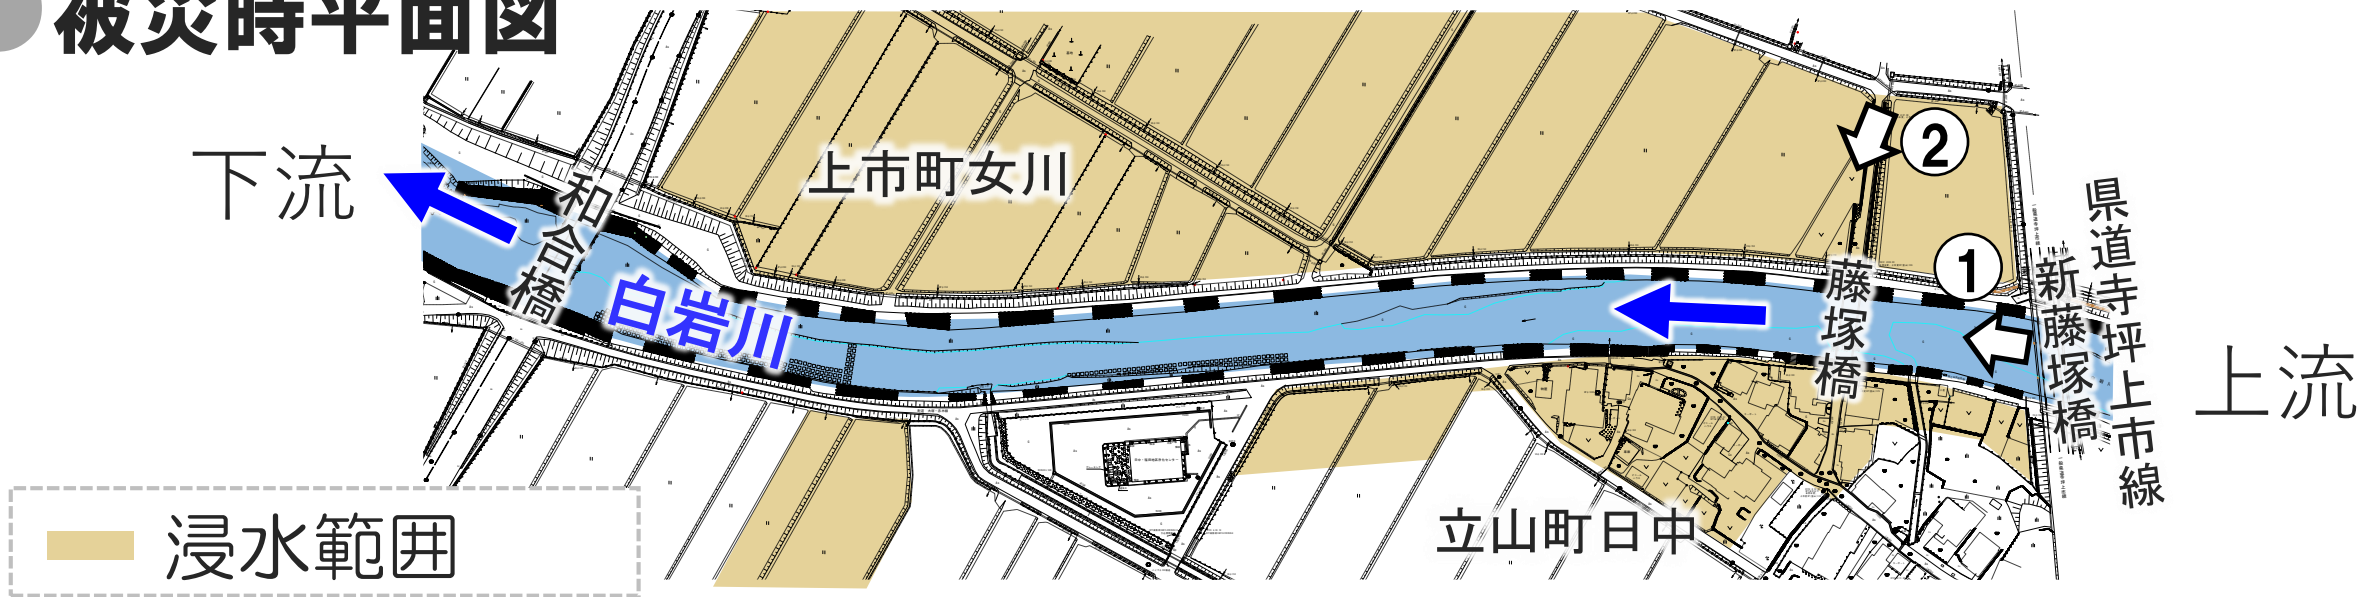 被災時平面図
下流
和合橋
白岩川
上市町女川
藤塚橋
②
①
新藤塚橋
県道寺坪上市線
上流
立山町日中
浸水範囲